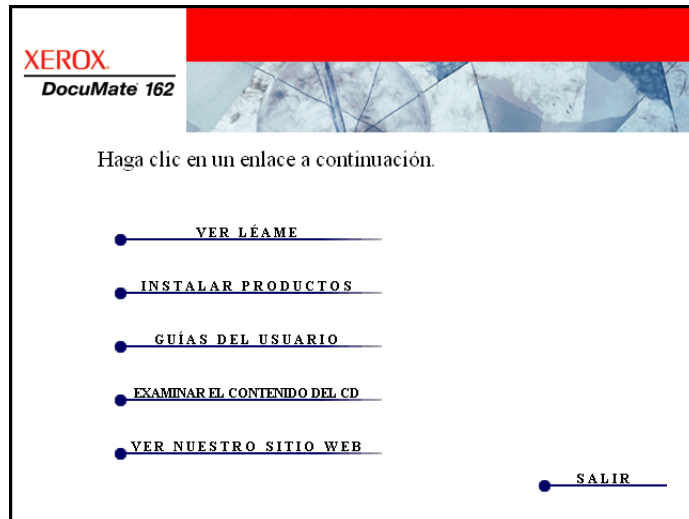 XEROX.
DocuMate 162
Haga clic en un enlace a continuación.
VER LÉAME
INSTALAR PRODUCTOS
GUÍAS DEL USUARIO
EXAMINAR EL CONTENIDO DEL CD
VER NUESTRO SITIO WEB
SALIR